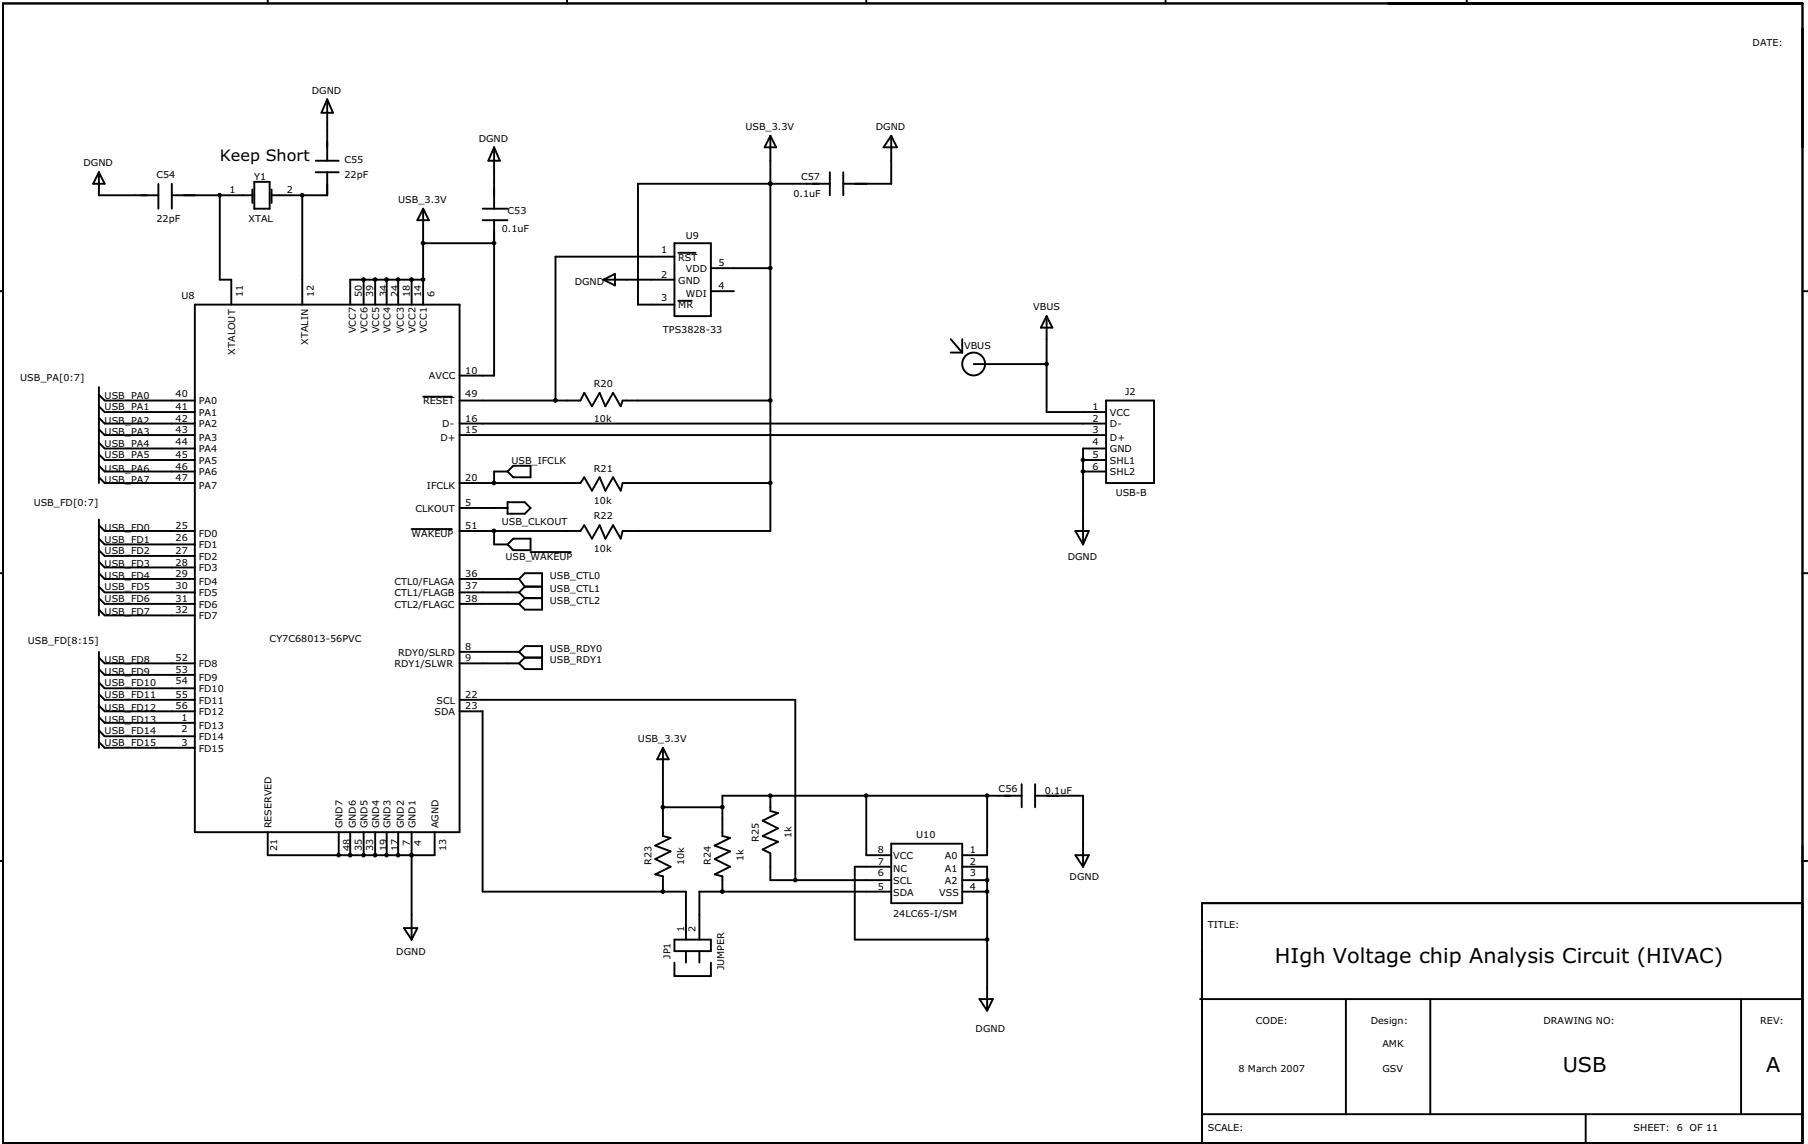 DATE:
DGND
Keep Short
C55
22pF
DGND
C54
22pF
1
Y1
2
XTAL
DGND
C53
0.1uF
USB_3.3V
USB_3.3V
DGND
C57
0.1uF
U9
1
RST
VDD
5
DGND
2
GND
WDI
4
3
MR
TPS3828-33
U8
11
12
50
39
34
24
18
14
6
XTALOUT
XTALIN
VCC7
VCC6
VCC5
VCC4
VCC3
VCC2
VCC1
VBUS
VBUS
USB_PA[0:7]
USB_PA0 40 PA0
USB_PA1 41 PA1
USB_PA2 42 PA2
USB_PA3 43 PA3
USB_PA4 44 PA4
USB_PA5 45 PA5
USB_PA6 46 PA6
USB_PA7 47 PA7
USB_FD[0:7]
USB_FD0 25 FD0
USB_FD1 26 FD1
USB_FD2 27 FD2
USB_FD3 28 FD3
USB_FD4 29 FD4
USB_FD5 30 FD5
USB_FD6 31 FD6
USB_FD7 32 FD7
USB_FD[8:15]
USB_FD8 52 FD8
USB_FD9 53 FD9
USB_FD10 54 FD10
USB_FD11 55 FD11
USB_FD12 56 FD12
USB_FD13 1 FD13
USB_FD14 2 FD14
USB_FD15 3 FD15
CY7C68013-56PVC
AVCC 10
RESET 49
D- 16
D+ 15
IFCLK 20
CLKOUT 5
WAKEUP 51
CTL0/FLAGA 36 USB_CTL0
CTL1/FLAGB 37 USB_CTL1
CTL2/FLAGC 38 USB_CTL2
RDY0/SLRD 8 USB_RDY0
RDY1/SLWR 9 USB_RDY1
SCL 22
SDA 23
R20
10k
USB_IFCLK
R21
10k
USB_CLKOUT
R22
10k
USB_WAKEUP
J2
1 VCC
2 D-
3 D+
4 GND
5 SHL1
6 SHL2
USB-B
DGND
RESERVED
GND7
GND6
GND5
GND4
GND3
GND2
GND1
AGND
21
48
35
33
19
17
7
4
13
DGND
USB_3.3V
R23
10k
R24
1k
R25
1k
C56
0.1uF
DGND
U10
8 VCC A0 1
7 NC A1 2
6 SCL A2 3
5 SDA VSS 4
24LC65-I/SM
JP1
1
2
JUMPER
DGND
TITLE:
HIgh Voltage chip Analysis Circuit (HIVAC)
CODE:
8 March 2007
Design:
AMK
GSV
DRAWING NO:
USB
REV:
A
SCALE:
SHEET: 6 OF 11